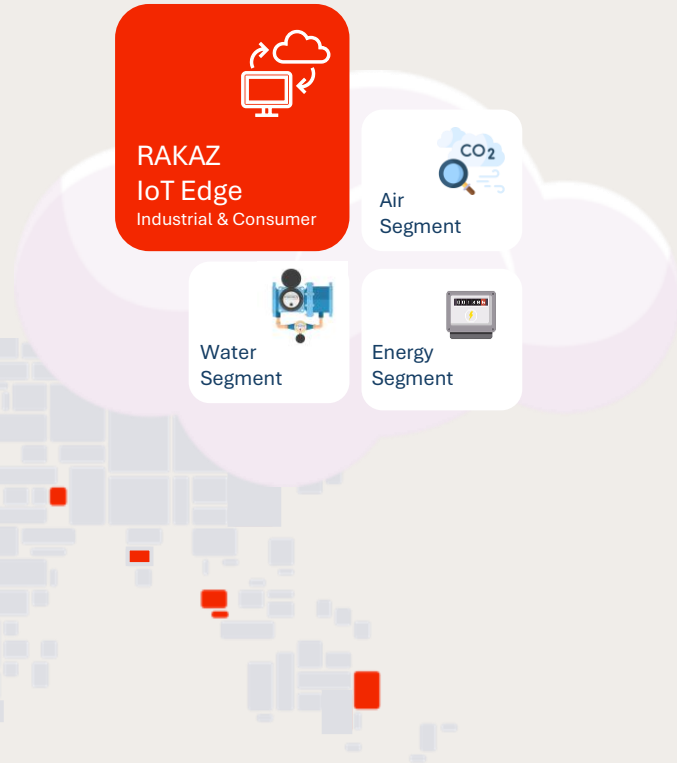 RAKAZ
IoT Edge
Industrial & Consumer
CO2
Air
Segment
Water
Segment
Energy
Segment